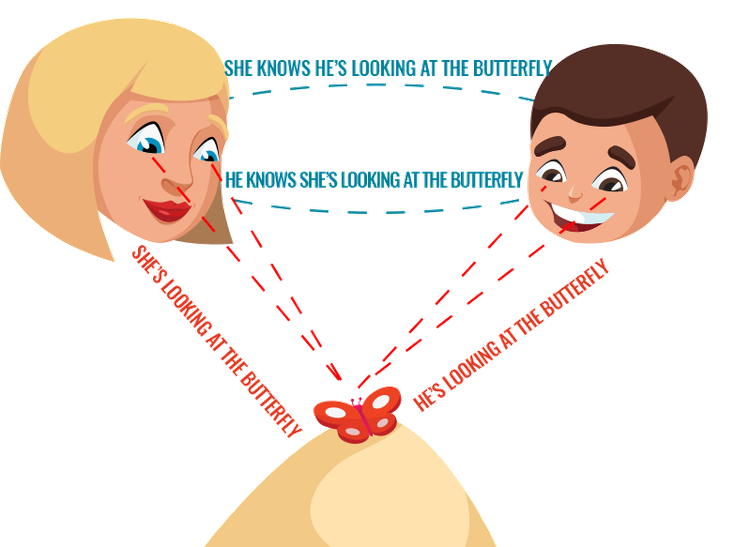 SHE KNOWS HE'S LOOKING AT THE BUTTERFLY
HE KNOWS SHE'S LOOKING AT THE BUTTERFLY
SHE'S LOOKING AT THE BUTTERFLY
HE'S LOOKING AT THE BUTTERFLY